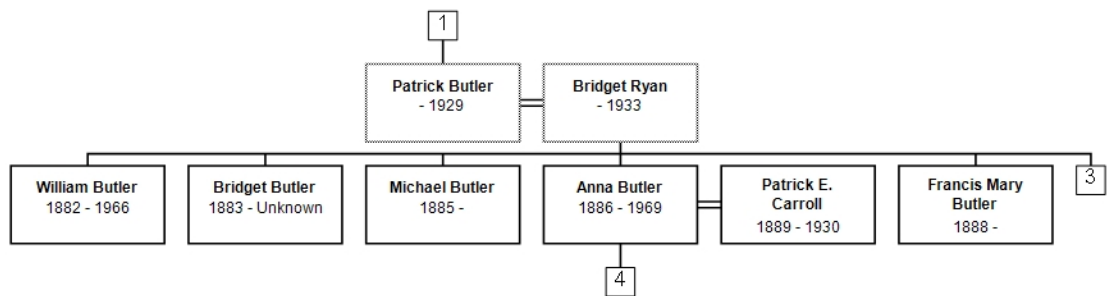 1
Patrick Butler
- 1929
Bridget Ryan
- 1933
William Butler
1882 - 1966
Bridget Butler
1883 - Unknown
Michael Butler
1885 -
Anna Butler
1886 - 1969
Patrick E.
Carroll
1889 - 1930
Francis Mary
Butler
1888 -
3
4